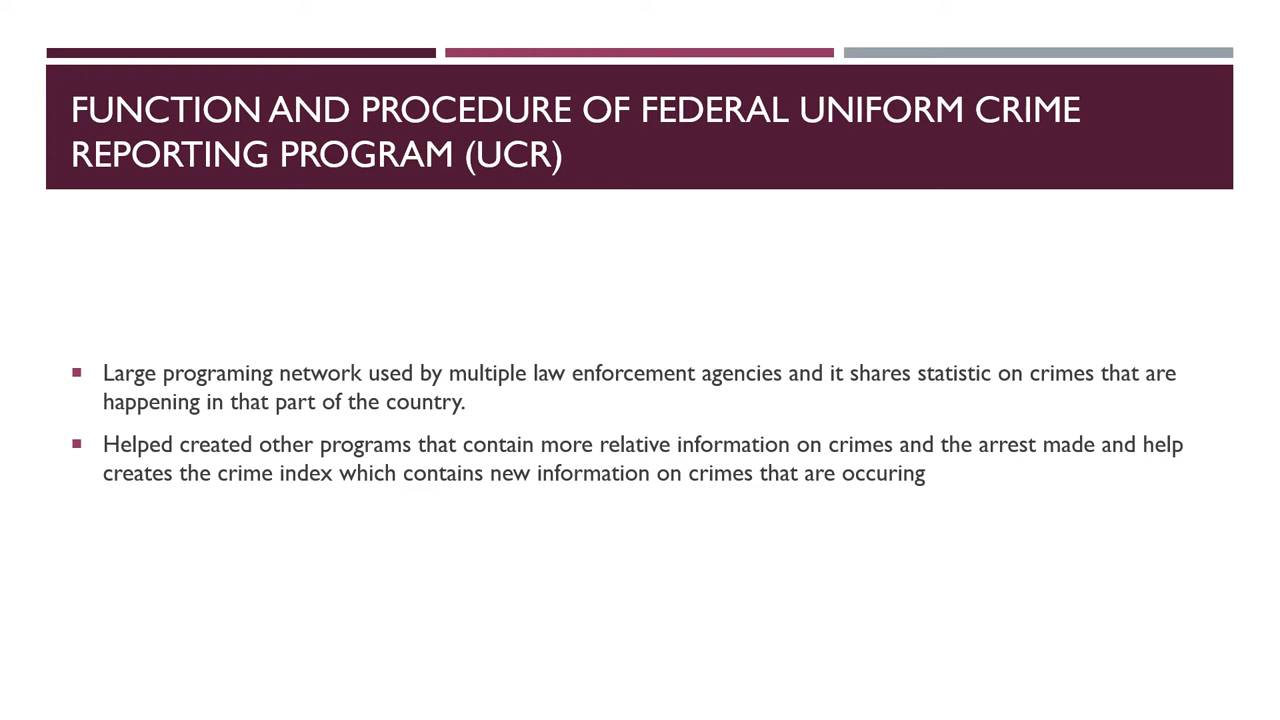 FUNCTION AND PROCEDURE OF FEDERAL UNIFORM CRIME
REPORTING PROGRAM (UCR)
Large programing network used by multiple law enforcement agencies and it shares statistic on crimes that are
happening in that part of the country.
Helped created other programs that contain more relative information on crimes and the arrest made and help
creates the crime index which contains new information on crimes that are occuring